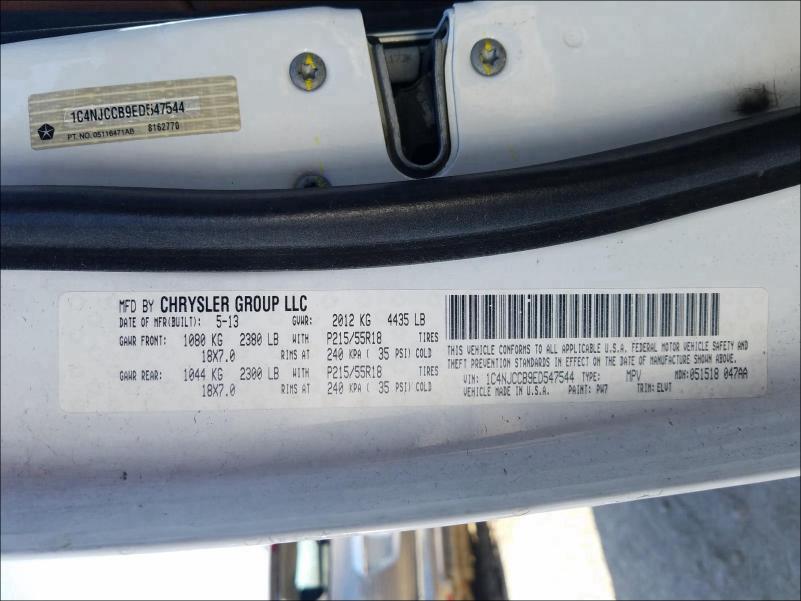 1C4NJCCB9ED547544
PT. NO. 05116471AB 8162770
MFD BY CHRYSLER GROUP LLC
DATE OF MFR(BUILT): 5-13 GVWR: 2012 KG 4435 LB
GAWR FRONT: 1080 KG 2380 LB WITH P215/55R18 TIRES
18X7.0 RIMS AT 240 KPA ( 35 PSI) COLD
GAWR REAR: 1044 KG 2300 LB WITH P215/55R18 TIRES
18X7.0 RIMS AT 240 KPA ( 35 PSI) COLD
THIS VEHICLE CONFORMS TO ALL APPLICABLE U.S.A. FEDERAL MOTOR VEHICLE SAFETY AND
THEFT PREVENTION STANDARDS IN EFFECT ON THE DATE OF MANUFACTURE SHOWN ABOVE.
VIN: 1C4NJCCB9ED547544 TYPE: MPV MDH: 051518 047AA
VEHICLE MADE IN U.S.A. PAINT: PW7 TRIM: ELVT